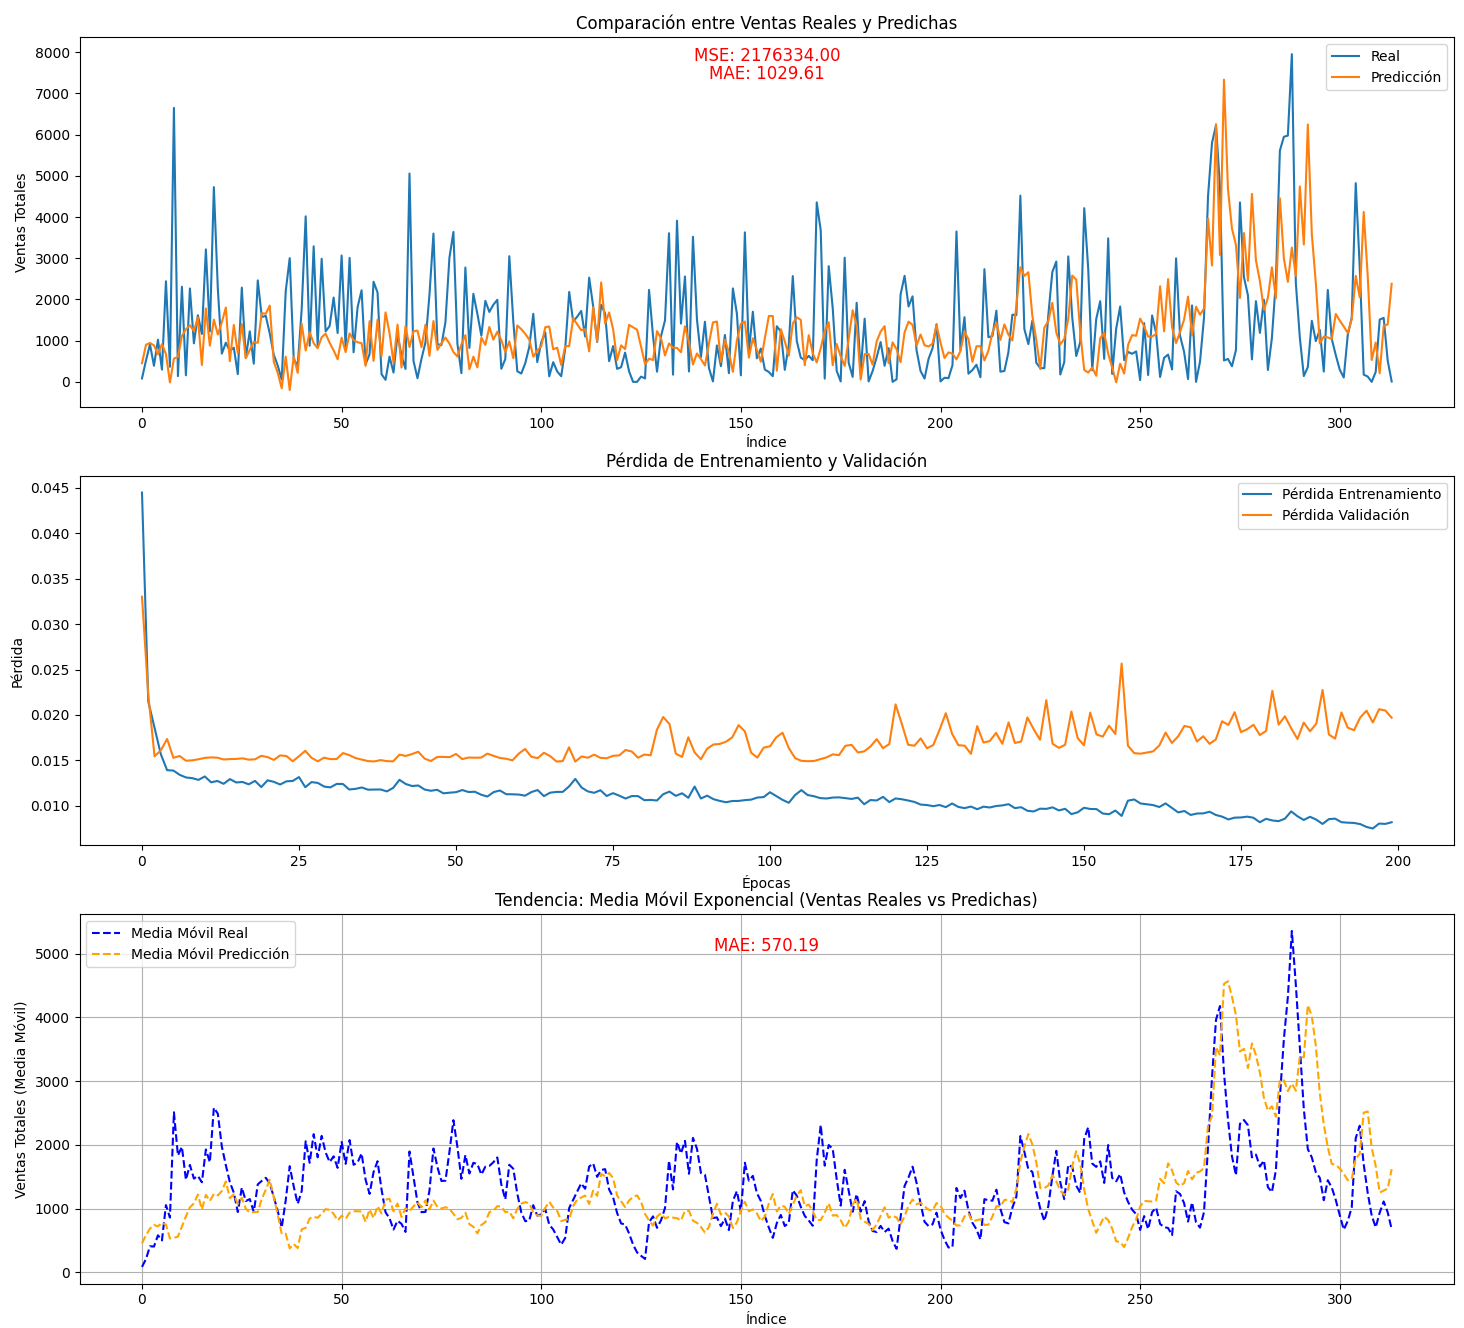 Comparación entre Ventas Reales y Predichas
MSE: 2176334.00
MAE: 1029.61
Real
Predicción
Ventas Totales
8000
7000
6000
5000
4000
3000
2000
1000
0
0 50 100 150 200 250 300
Índice
Pérdida de Entrenamiento y Validación
Pérdida Entrenamiento
Pérdida Validación
Pérdida
0.045
0.040
0.035
0.030
0.025
0.020
0.015
0.010
0 25 50 75 100 125 150 175 200
Épocas
Tendencia: Media Móvil Exponencial (Ventas Reales vs Predichas)
Media Móvil Real
Media Móvil Predicción
MAE: 570.19
Ventas Totales (Media Móvil)
5000
4000
3000
2000
1000
0
0 50 100 150 200 250 300
Índice